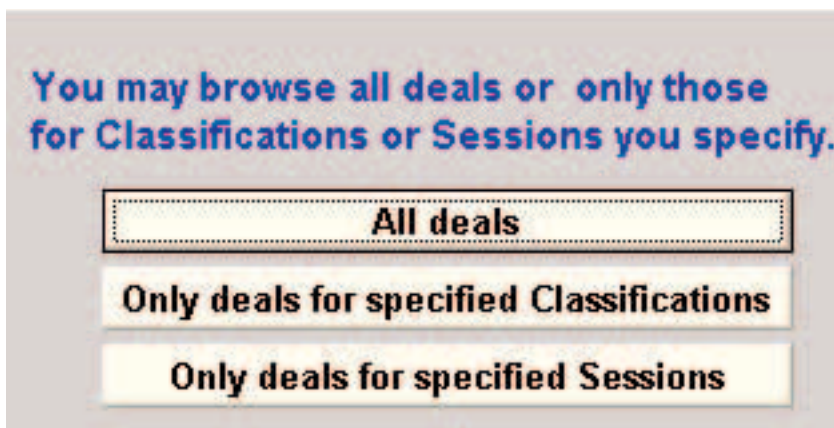 You may browse all deals or only those
for Classifications or Sessions you specify.
All deals
Only deals for specified Classifications
Only deals for specified Sessions